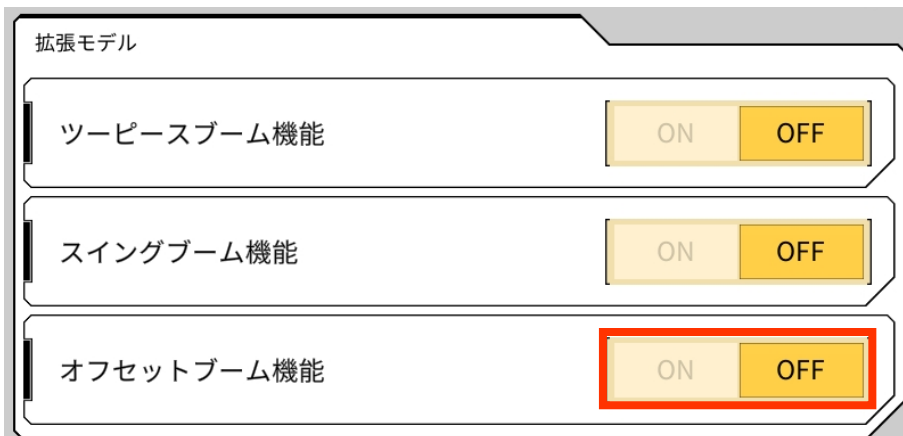 拡張モデル
ツーピースブーム機能 ON OFF
スイングブーム機能 ON OFF
オフセットブーム機能 ON OFF